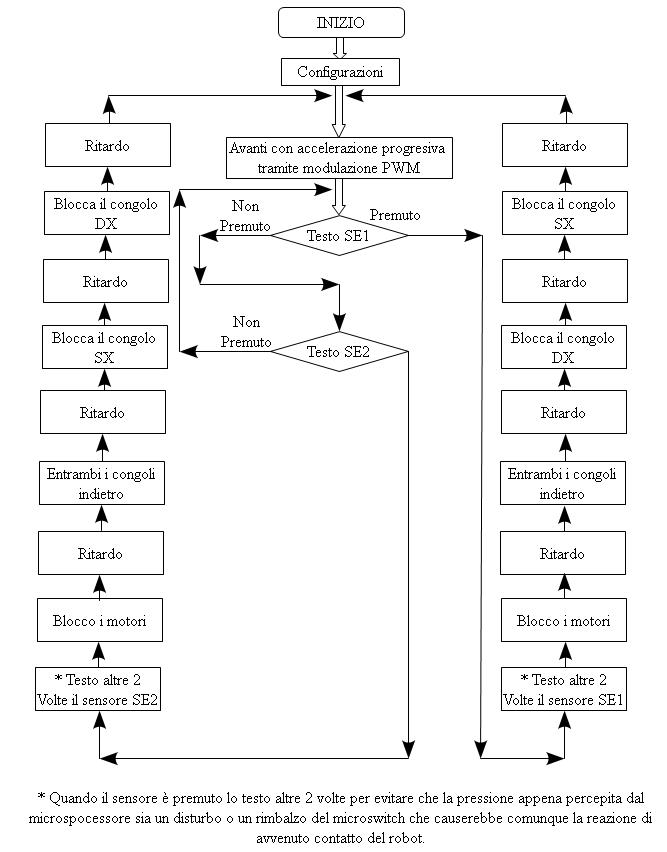 INIZIO
Configurazioni
Avanti con accelerazione progresiva
tramite modulazione PWM
Non
Premuto
Premuto
Testo SE1
Non
Premuto
Testo SE2
Ritardo
Blocca il congolo
DX
Ritardo
Blocca il congolo
SX
Ritardo
Entrambi i congoli
indietro
Ritardo
Blocco i motori
* Testo altre 2
Volte il sensore SE2
Ritardo
Blocca il congolo
SX
Ritardo
Blocca il congolo
DX
Ritardo
Entrambi i congoli
indietro
Ritardo
Blocco i motori
* Testo altre 2
Volte il sensore SE1
* Quando il sensore è premuto lo testo altre 2 volte per evitare che la pressione appena percepita dal
microspocessore sia un disturbo o un rimbalzo del microswitch che causerebbe comunque la reazione di
avvenuto contatto del robot.